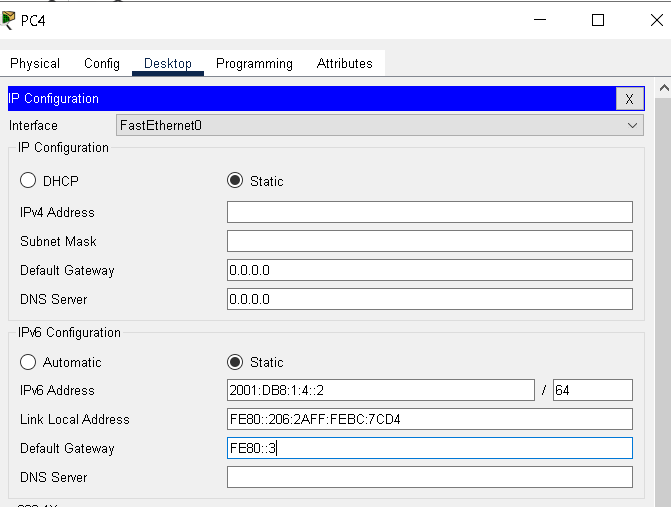 PC4
Physical Config Desktop Programming Attributes
IP Configuration X
Interface FastEthernet0
IP Configuration
DHCP Static
IPv4 Address
Subnet Mask
Default Gateway 0.0.0.0
DNS Server 0.0.0.0
IPv6 Configuration
Automatic Static
IPv6 Address 2001:DB8:1:4::2 / 64
Link Local Address FE80::206:2AFF:FEBC:7CD4
Default Gateway FE80::3
DNS Server